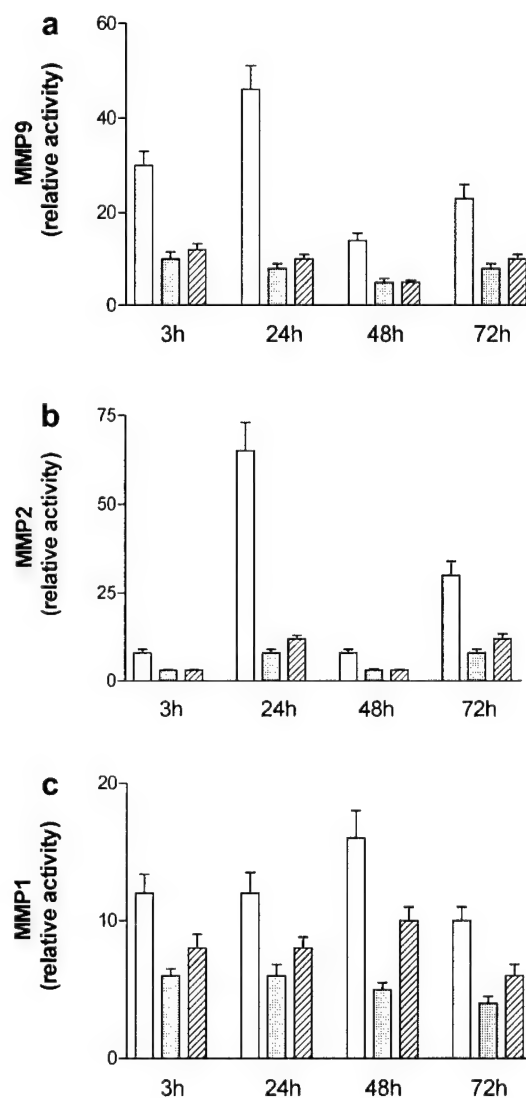 a
MMP9
(relative activity)
60
40
20
0
3h 24h 48h 72h
b
MMP2
(relative activity)
75
50
25
0
3h 24h 48h 72h
c
MMP1
(relative activity)
20
10
0
3h 24h 48h 72h